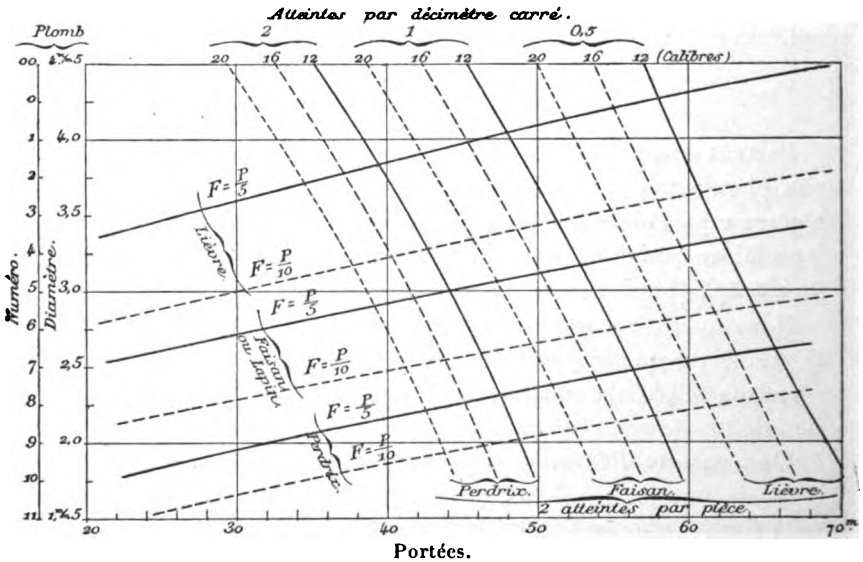 Atteintes par décimètre carré.
Plomb 2 1 0,5
00 4,m/m5 20 16 12 20 16 12 20 16 12 (Calibres)
0
1 4,0
2
F = P/5
3 3,5
Lièvre.
4
F = P/10
5 3,0
F = P/5
6
Faisan ou Lapin.
F = P/10
7 2,5
F = P/5
8
Perdrix.
F = P/10
9 2,0
10 Perdrix. Faisan. Lièvre.
2 atteintes par pièce
11 1,m/m5
Numéro.
Diamètre.
20 30 40 50 60 70m
Portées.